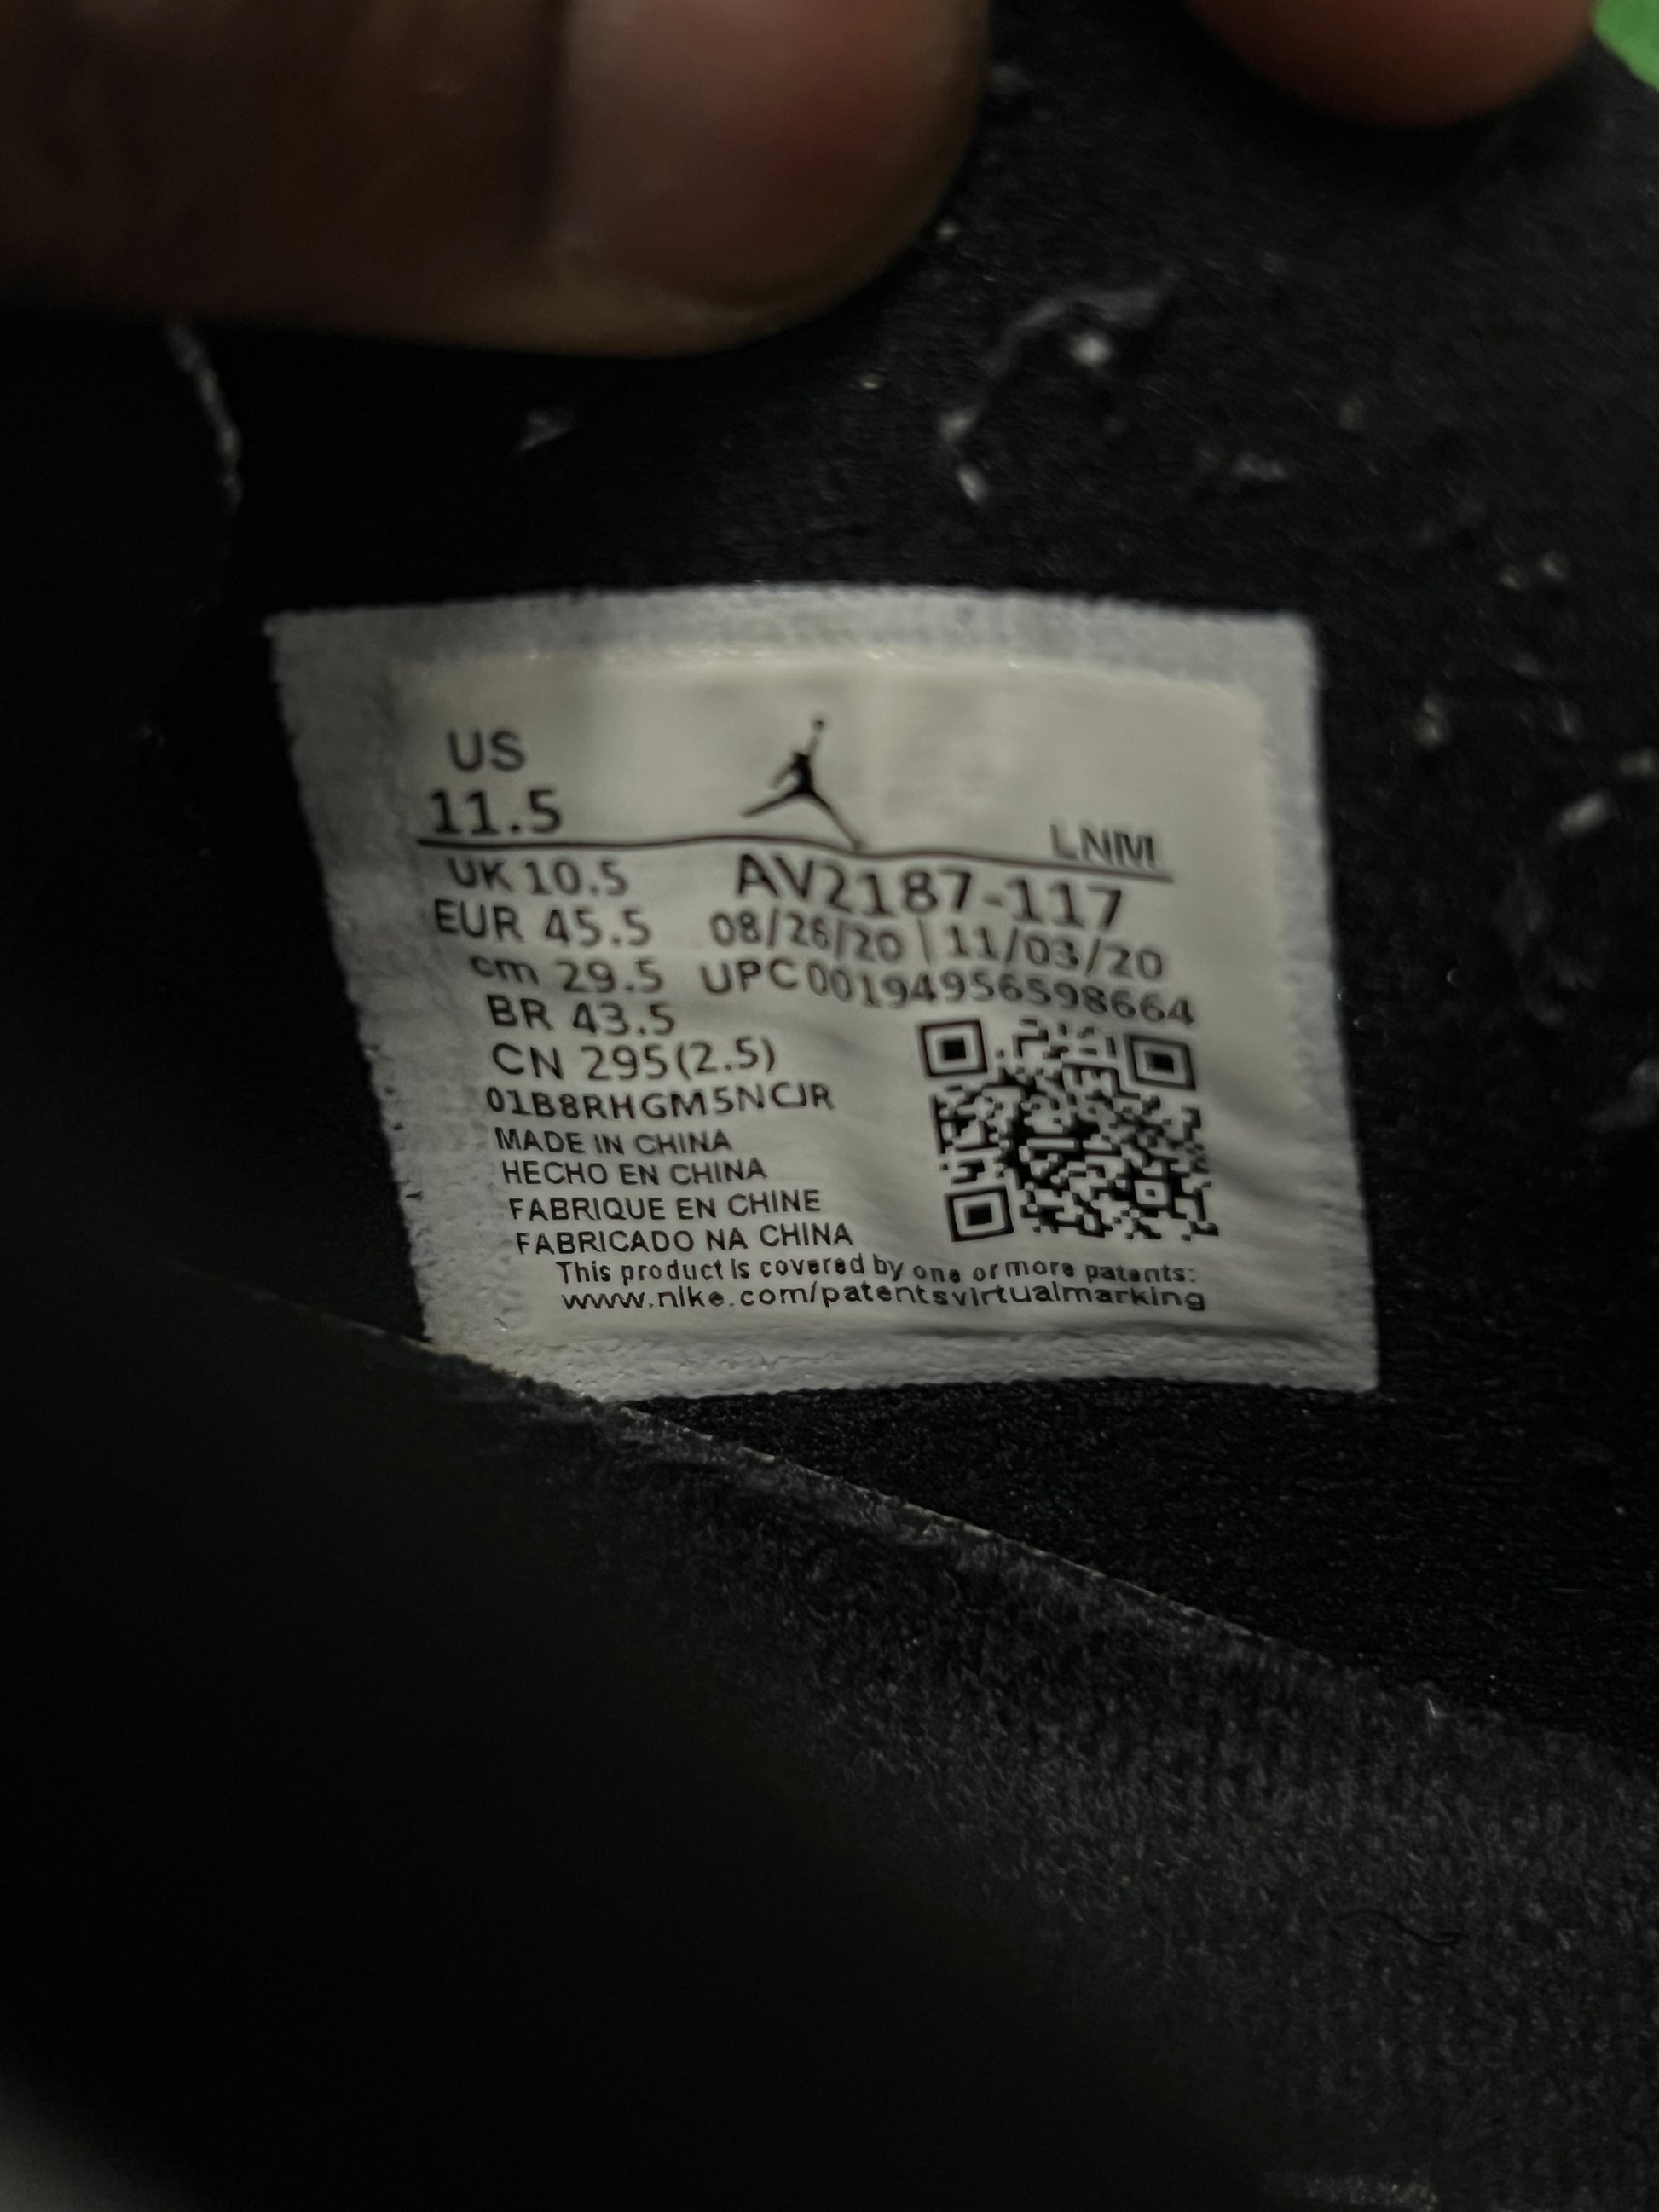 US
11.5
LNM
UK 10.5 AV2187-117
EUR 45.5 08/26/20 | 11/03/20
cm 29.5 UPC 00194956598664
BR 43.5
CN 295(2.5)
01B8RHGM5NCJR
MADE IN CHINA
HECHO EN CHINA
FABRIQUE EN CHINE
FABRICADO NA CHINA
This product is covered by one or more patents:
www.nike.com/patentsvirtualmarking